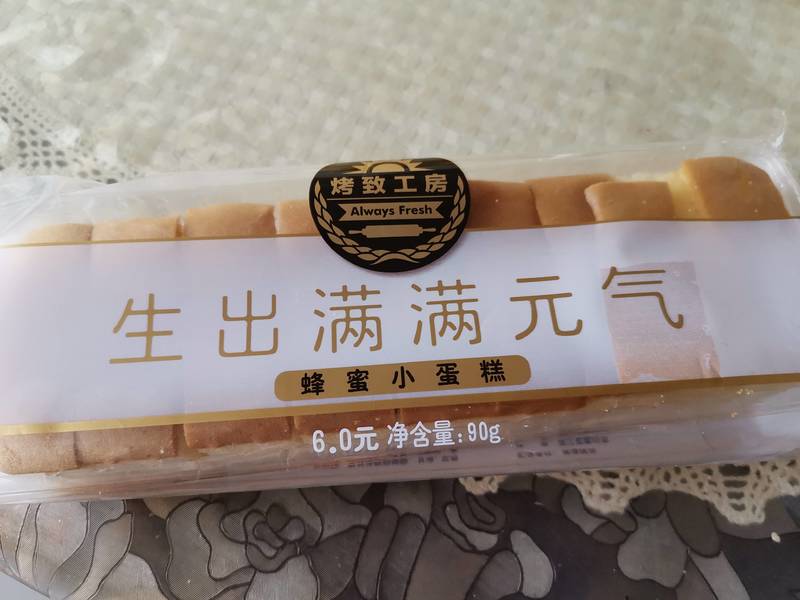 烤致工房
Always Fresh
生出满满元气
蜂蜜小蛋糕
6.0元 净含量:90g